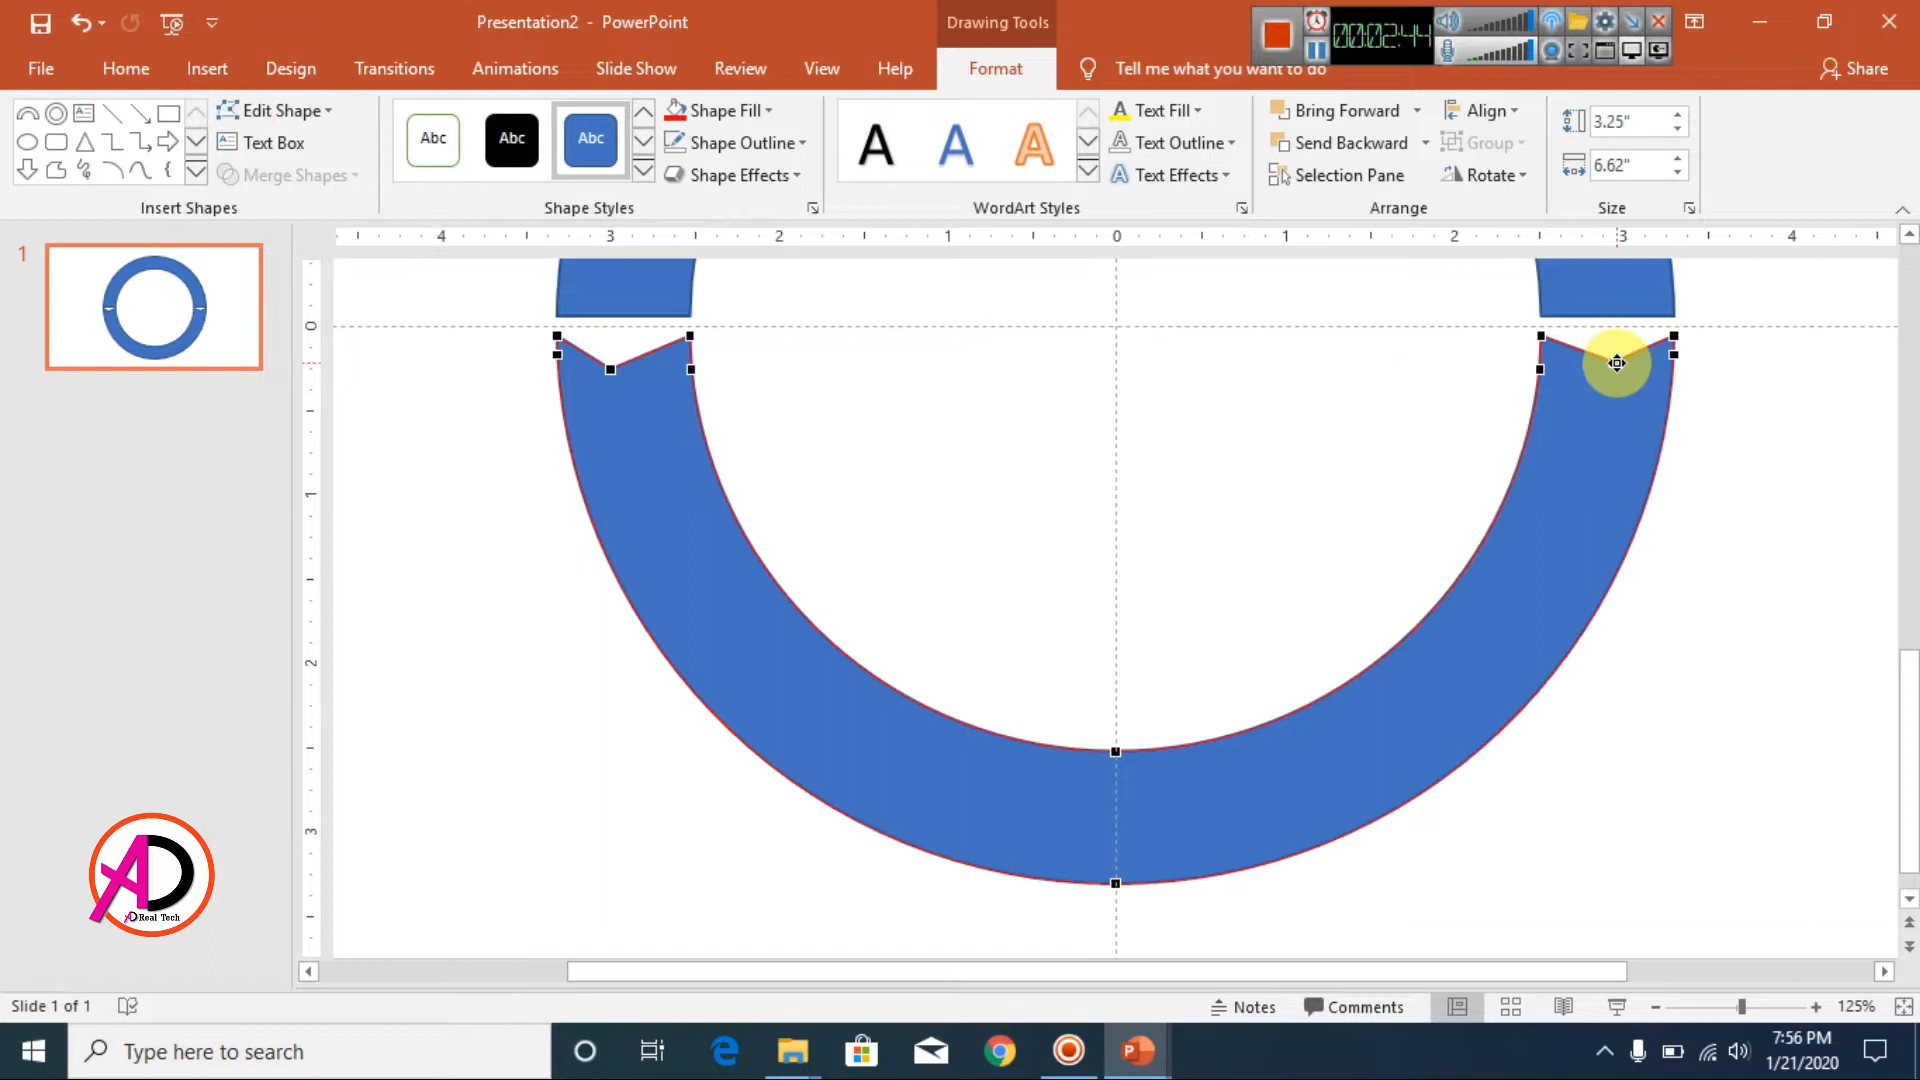 Presentation2 - PowerPoint
Drawing Tools
00:02:44
File Home Insert Design Transitions Animations Slide Show Review View Help Format Tell me what you want to do Share
Edit Shape
Text Box
Merge Shapes
Insert Shapes
Abc Abc Abc
Shape Fill
Shape Outline
Shape Effects
Shape Styles
A A A
Text Fill
Text Outline
Text Effects
WordArt Styles
Bring Forward
Send Backward
Selection Pane
Align
Group
Rotate
Arrange
3.25"
6.62"
Size
4 3 2 1 0 1 2 3 4
1
0
1
2
3
AD
AD Real Tech
Slide 1 of 1
Notes Comments 125%
Type here to search
7:56 PM
1/21/2020